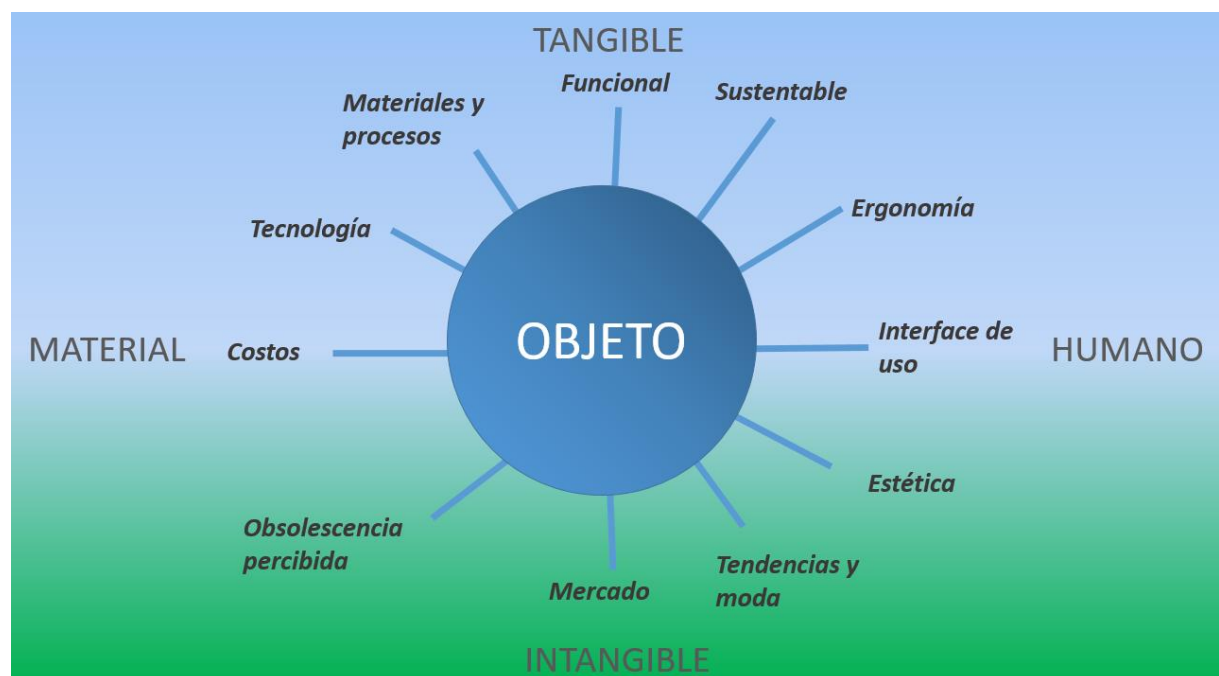 TANGIBLE
Funcional
Sustentable
Materiales y
procesos
Ergonomía
Tecnología
OBJETO
MATERIAL
Costos
Interface de
uso
HUMANO
Estética
Obsolescencia
percibida
Mercado
Tendencias y
moda
INTANGIBLE